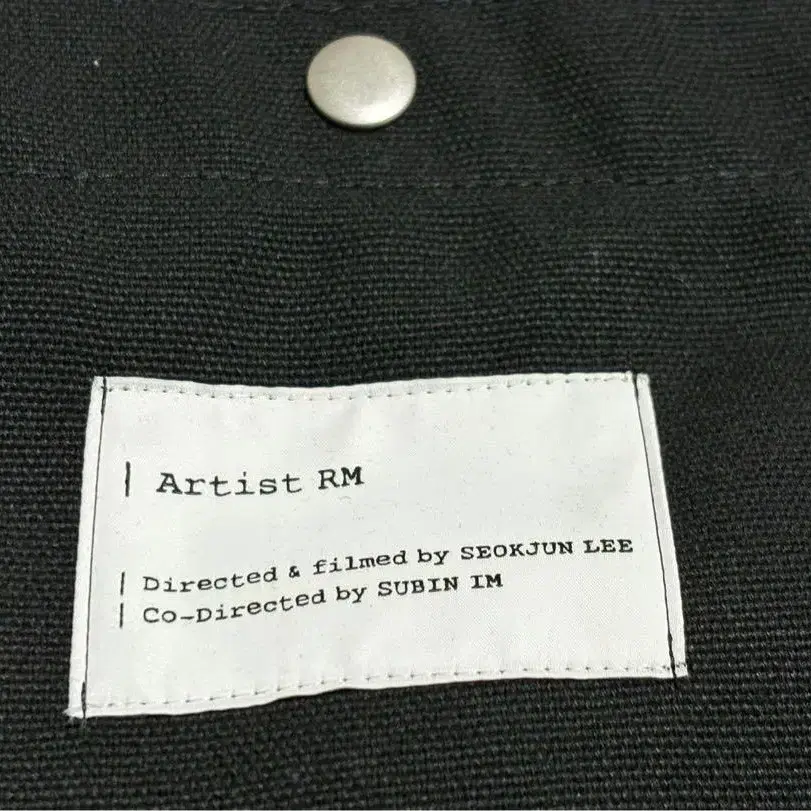 | Artist RM
| Directed & filmed by SEOKJUN LEE
| Co-Directed by SUBIN IM